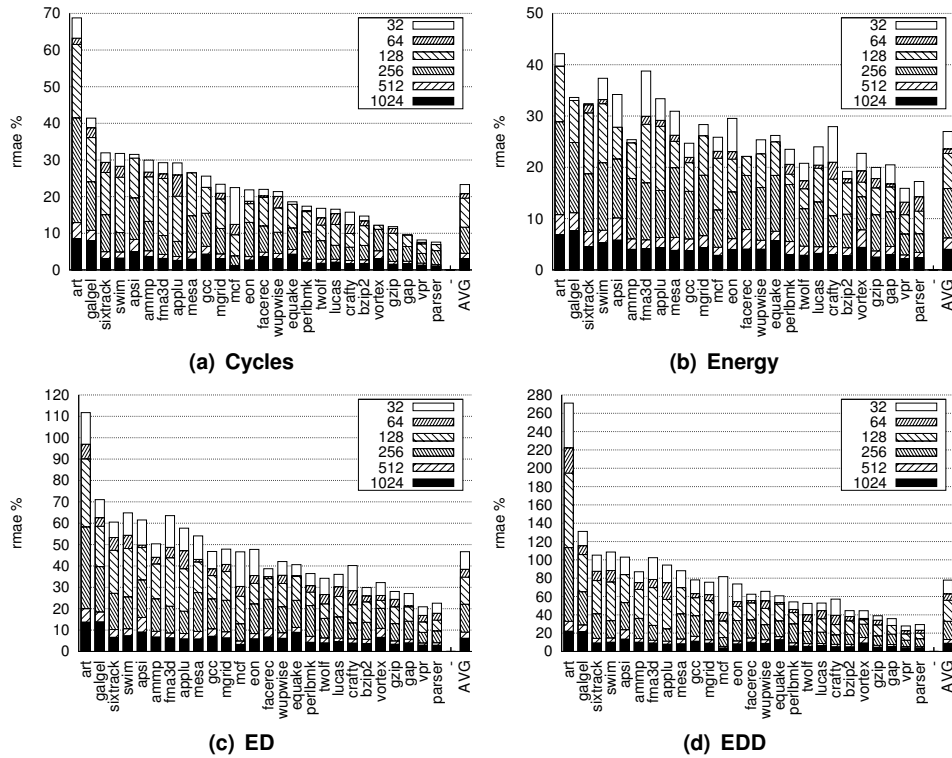 70
60
50
40
30
20
10
0
rmae %
32
64
128
256
512
1024
art
galgel
sixtrack
swim
apsi
ammp
fma3d
applu
mesa
gcc
mgrid
mcf
eon
facerec
wupwise
equake
perlbmk
twolf
lucas
crafty
bzip2
vortex
gzip
gap
vpr
parser
-
AVG
(a) Cycles
50
40
30
20
10
0
rmae %
32
64
128
256
512
1024
art
galgel
sixtrack
swim
apsi
ammp
fma3d
applu
mesa
gcc
mgrid
mcf
eon
facerec
wupwise
equake
perlbmk
twolf
lucas
crafty
bzip2
vortex
gzip
gap
vpr
parser
-
AVG
(b) Energy
120
110
100
90
80
70
60
50
40
30
20
10
0
rmae %
32
64
128
256
512
1024
art
galgel
sixtrack
swim
apsi
ammp
fma3d
applu
mesa
gcc
mgrid
mcf
eon
facerec
wupwise
equake
perlbmk
twolf
lucas
crafty
bzip2
vortex
gzip
gap
vpr
parser
-
AVG
(c) ED
280
260
240
220
200
180
160
140
120
100
80
60
40
20
0
rmae %
32
64
128
256
512
1024
art
galgel
sixtrack
swim
apsi
ammp
fma3d
applu
mesa
gcc
mgrid
mcf
eon
facerec
wupwise
equake
perlbmk
twolf
lucas
crafty
bzip2
vortex
gzip
gap
vpr
parser
-
AVG
(d) EDD